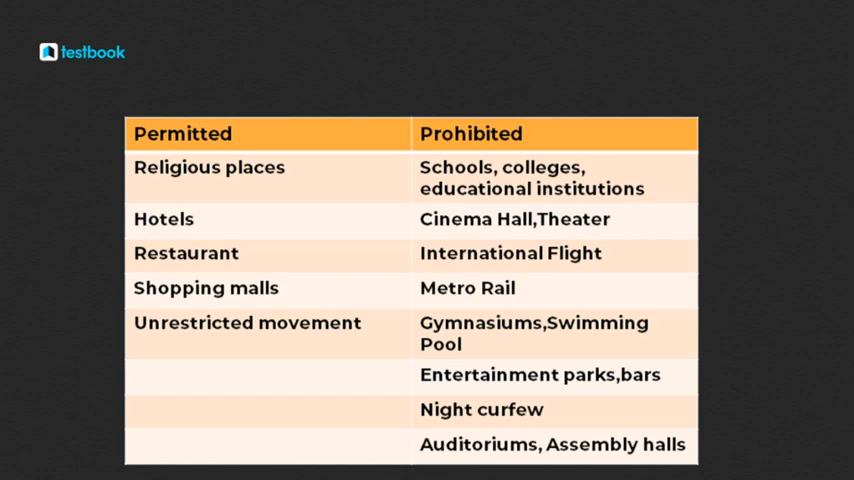 testbook
Permitted
Prohibited
Religious places
Schools, colleges,
educational institutions
Hotels
Cinema Hall,Theater
Restaurant
International Flight
Shopping malls
Metro Rail
Unrestricted movement
Gymnasiums,Swimming
Pool
Entertainment parks,bars
Night curfew
Auditoriums, Assembly halls